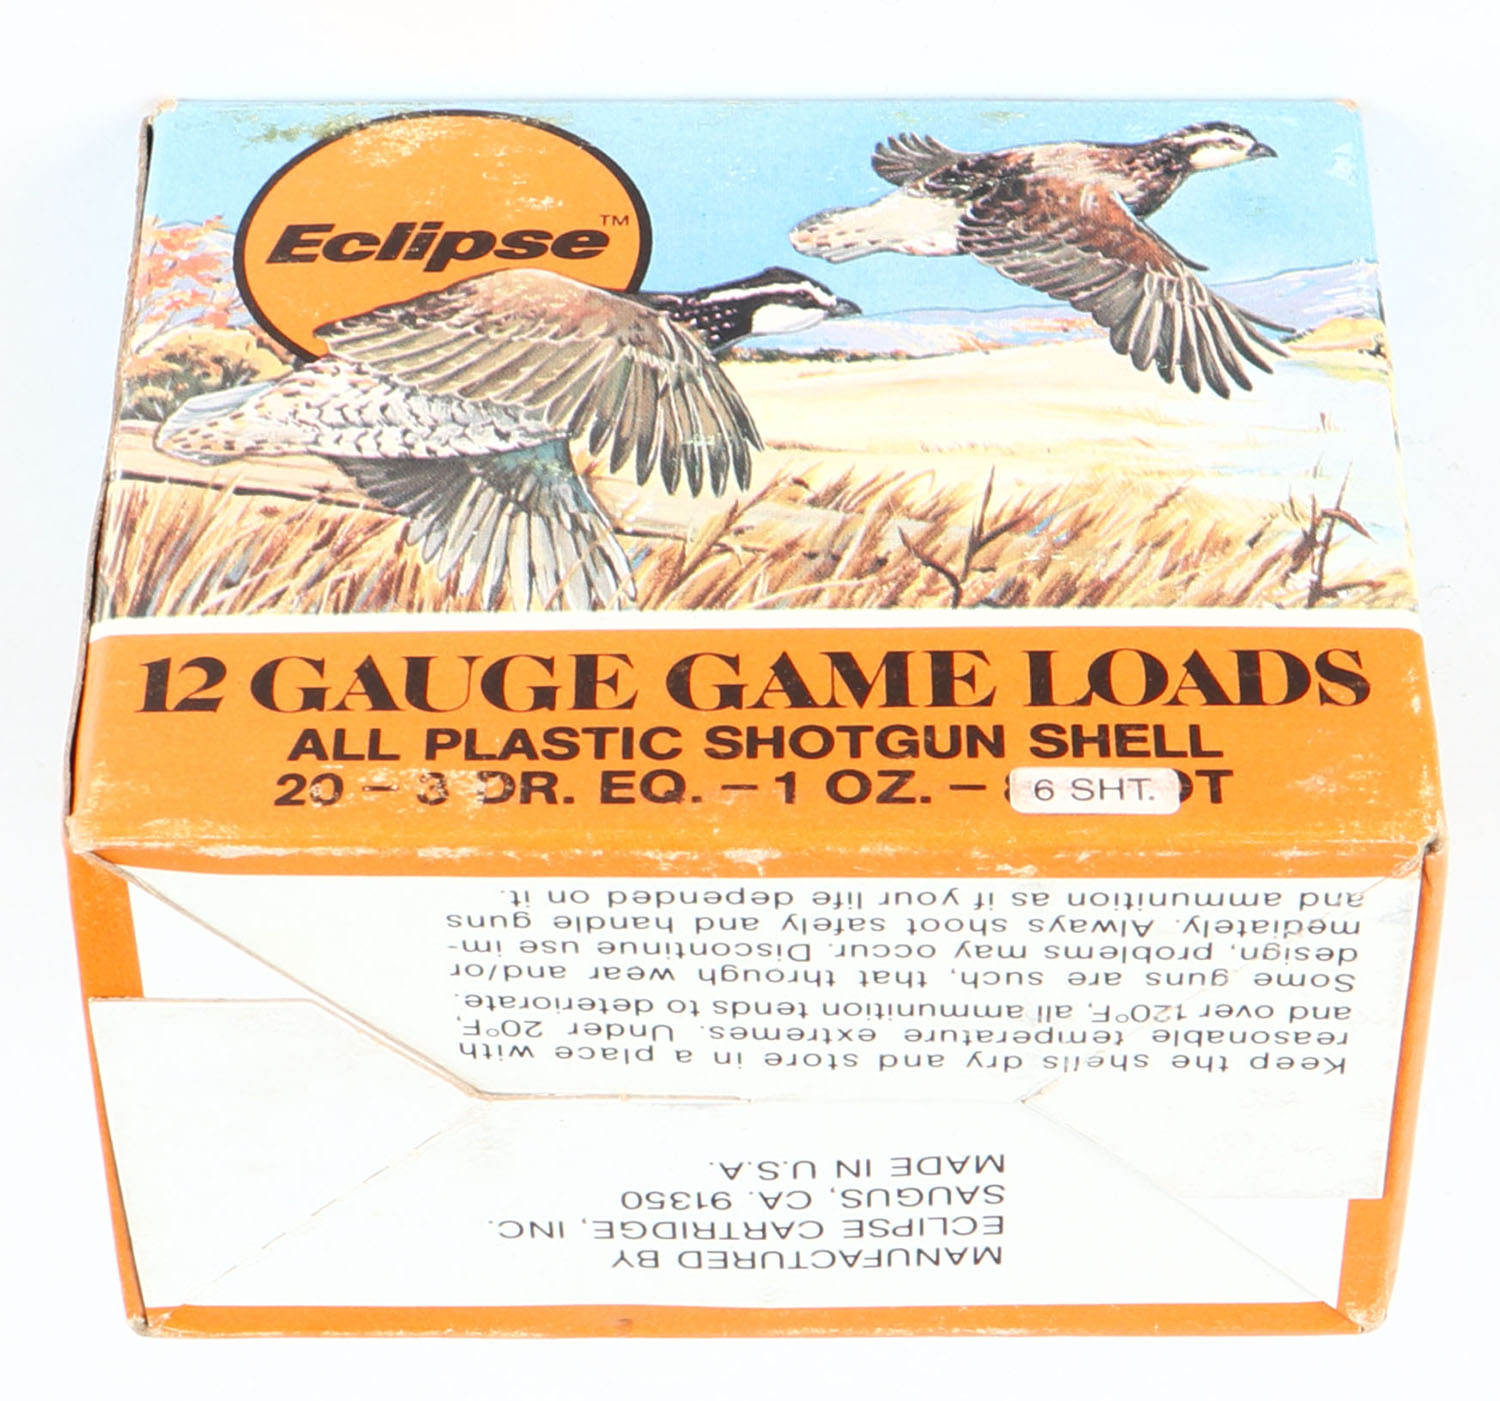 Eclipse™
12 GAUGE GAME LOADS
ALL PLASTIC SHOTGUN SHELL
20 – 3 DR. EQ. – 1 OZ. – 6 SHT.
Keep the shells dry and store in a place with
reasonable temperature extremes. Under 20°F,
and over 120°F, all ammunition tends to deteriorate.
Some guns are such, that through wear and/or
design, problems may occur. Discontinue use im-
mediately. Always shoot safely and handle guns
and ammunition as if your life depended on it.
MANUFACTURED BY
ECLIPSE CARTRIDGE, INC.
SAUGUS, CA. 91350
MADE IN U.S.A.